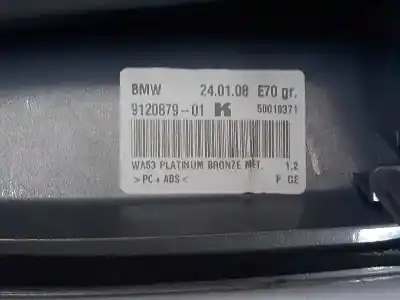 BMW 24.01.08 E70 gr.
9120879-01 K 50010371
WA53 PLATINUM BRONZE MET. 1.2
>PC+ABS< P GE